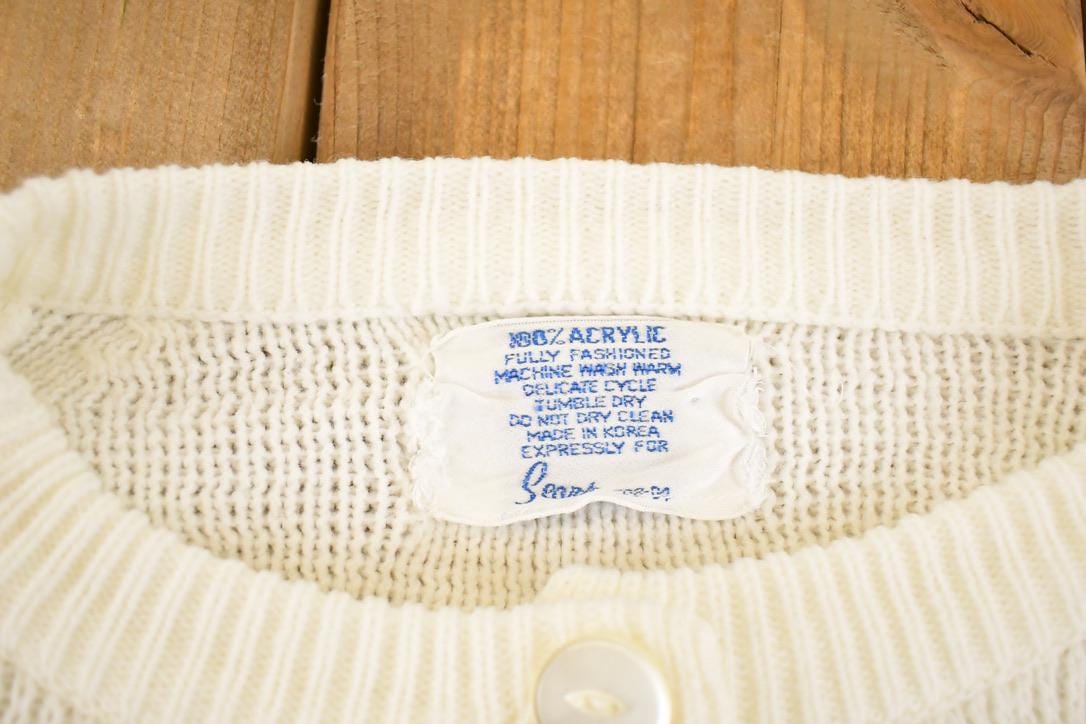 100% ACRYLIC
FULLY FASHIONED
MACHINE WASH WARM
DELICATE CYCLE
TUMBLE DRY
DO NOT DRY CLEAN
MADE IN KOREA
EXPRESSLY FOR
Sears